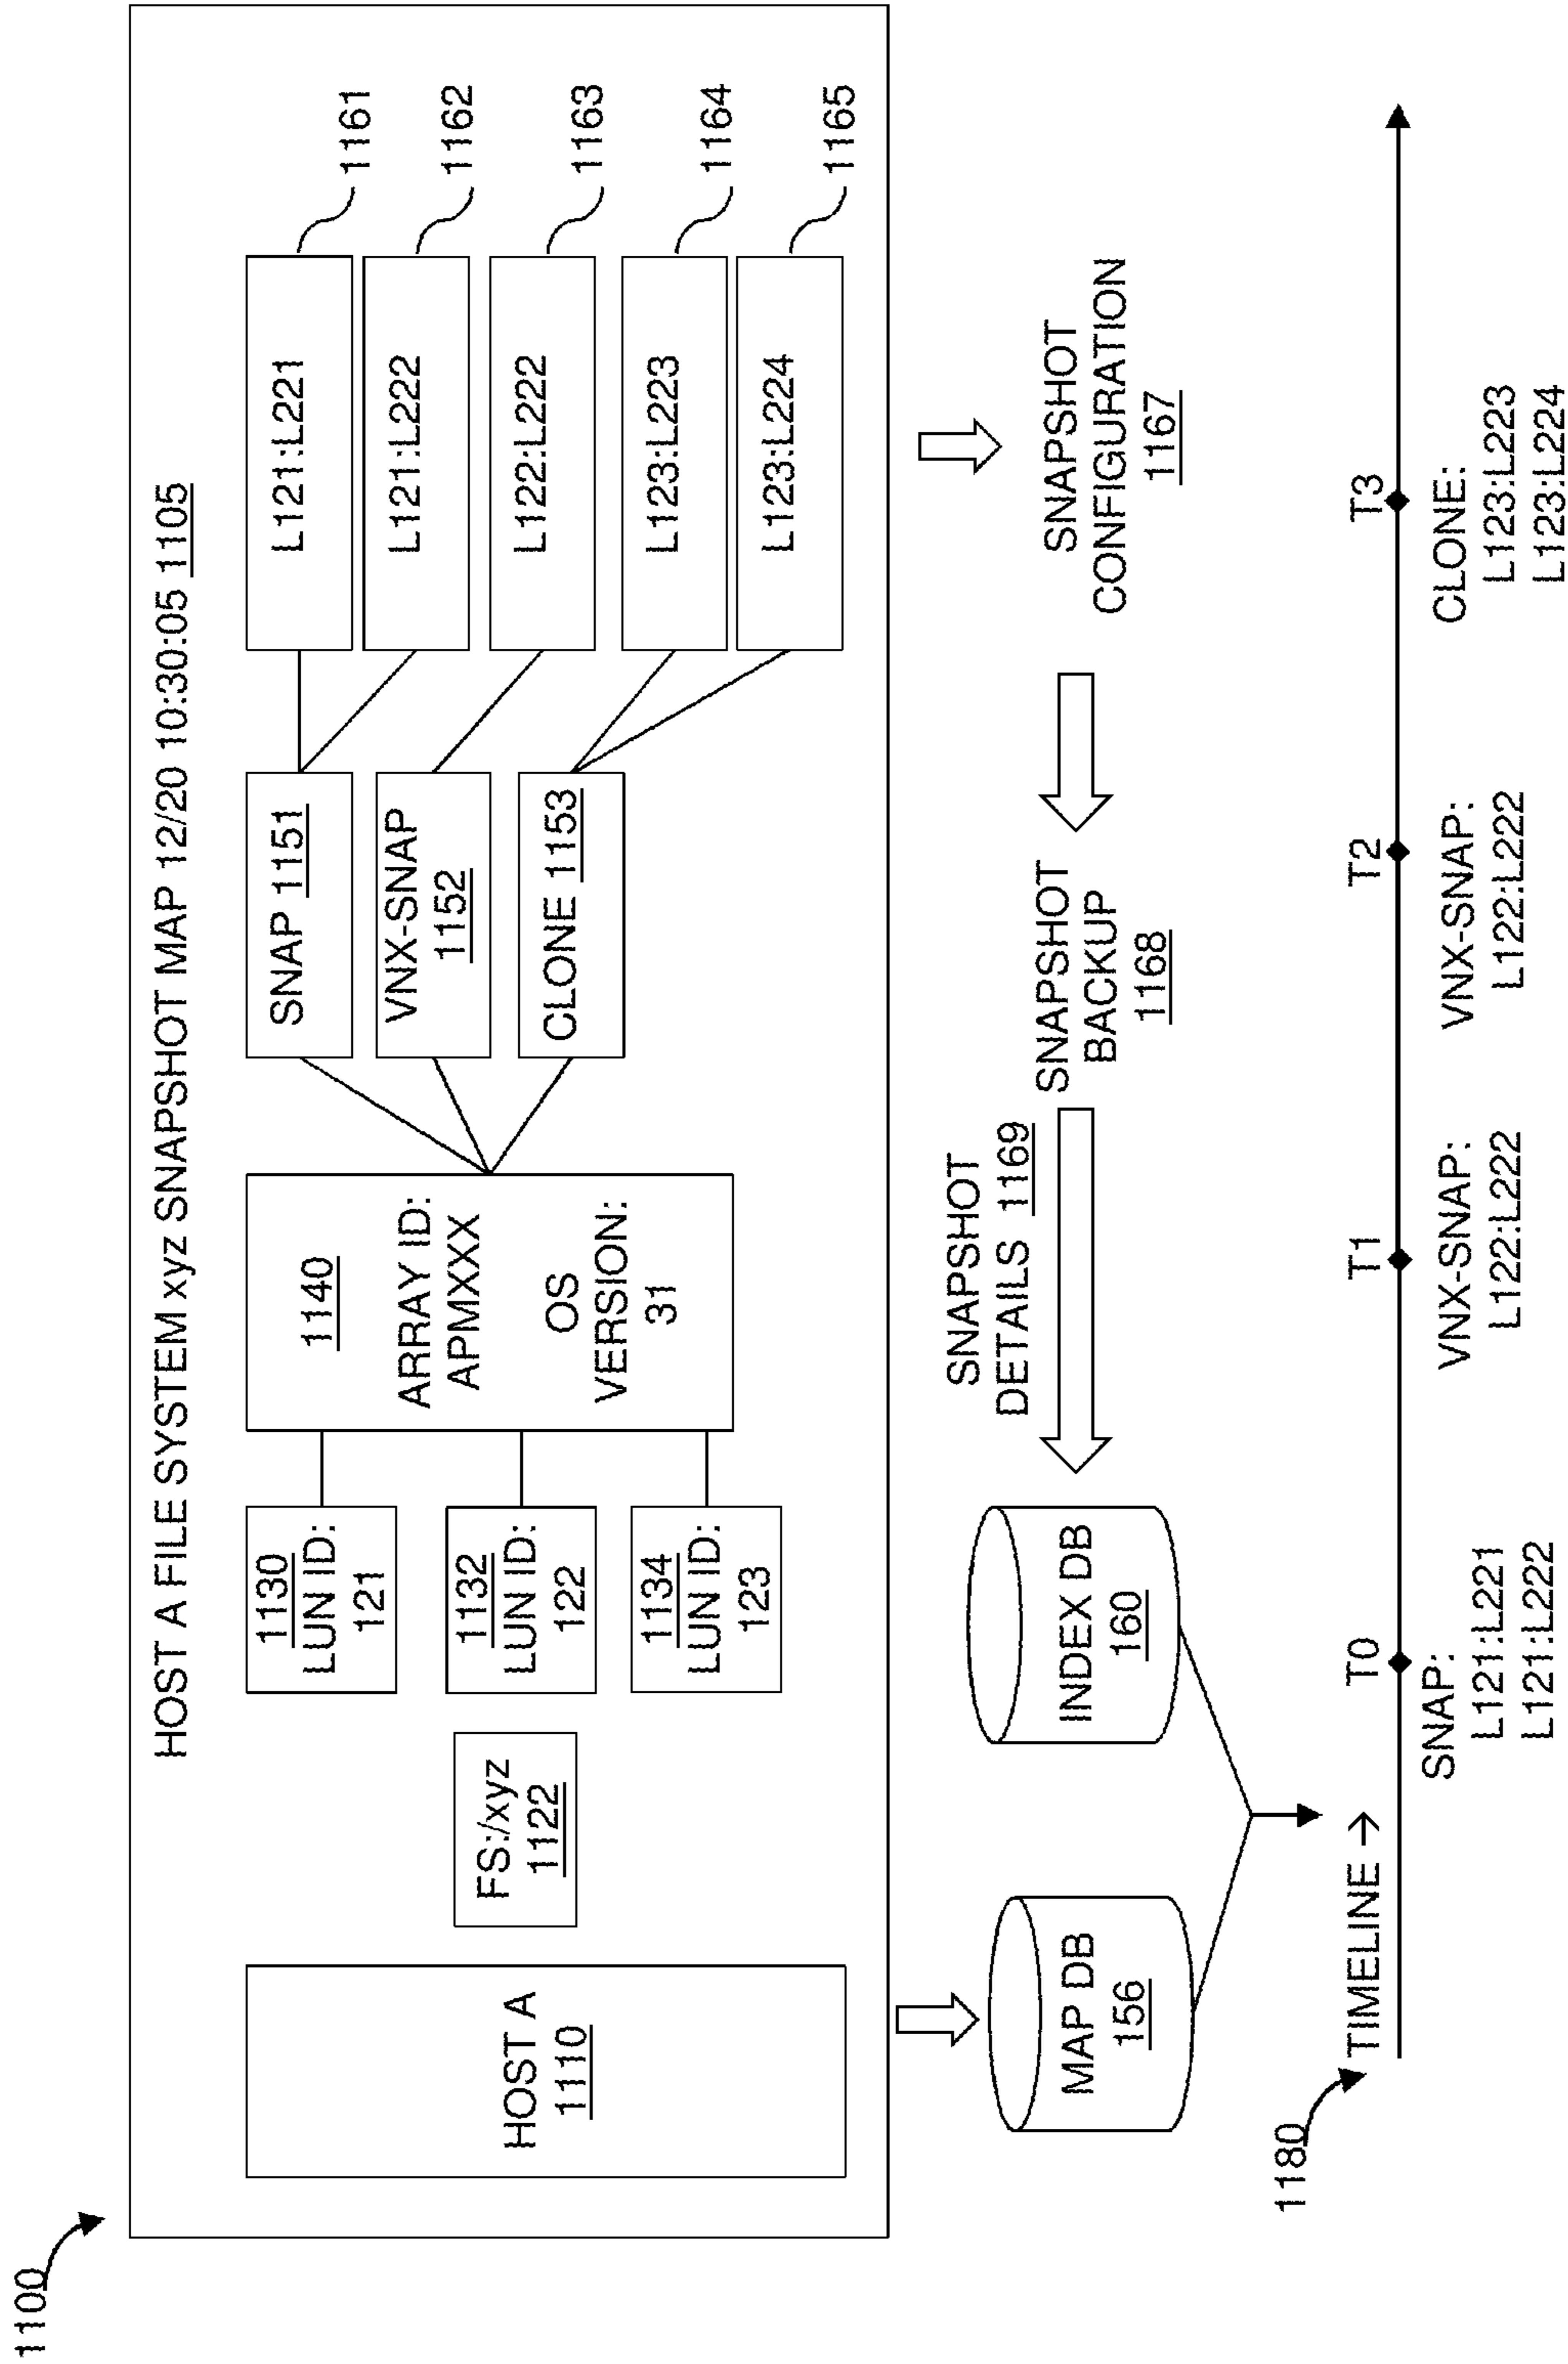 1100
HOST A FILE SYSTEM xyz SNAPSHOT MAP 12/20 10:30:05 1105
HOST A
1110
FS:/xyz
1122
1130
LUN ID:
121
1132
LUN ID:
122
1134
LUN ID:
123
1140
ARRAY ID:
APMXXX
OS
VERSION:
31
SNAP 1151
VNX-SNAP
1152
CLONE 1153
L121:L221
1161
L121:L222
1162
L122:L222
1163
L123:L223
1164
L123:L224
1165
MAP DB
156
INDEX DB
160
SNAPSHOT
DETAILS 1169
SNAPSHOT
BACKUP
1168
SNAPSHOT
CONFIGURATION
1167
1180
TIMELINE →
T0
SNAP:
L121:L221
L121:L222
T1
VNX-SNAP:
L122:L222
T2
VNX-SNAP:
L122:L222
T3
CLONE:
L123:L223
L123:L224